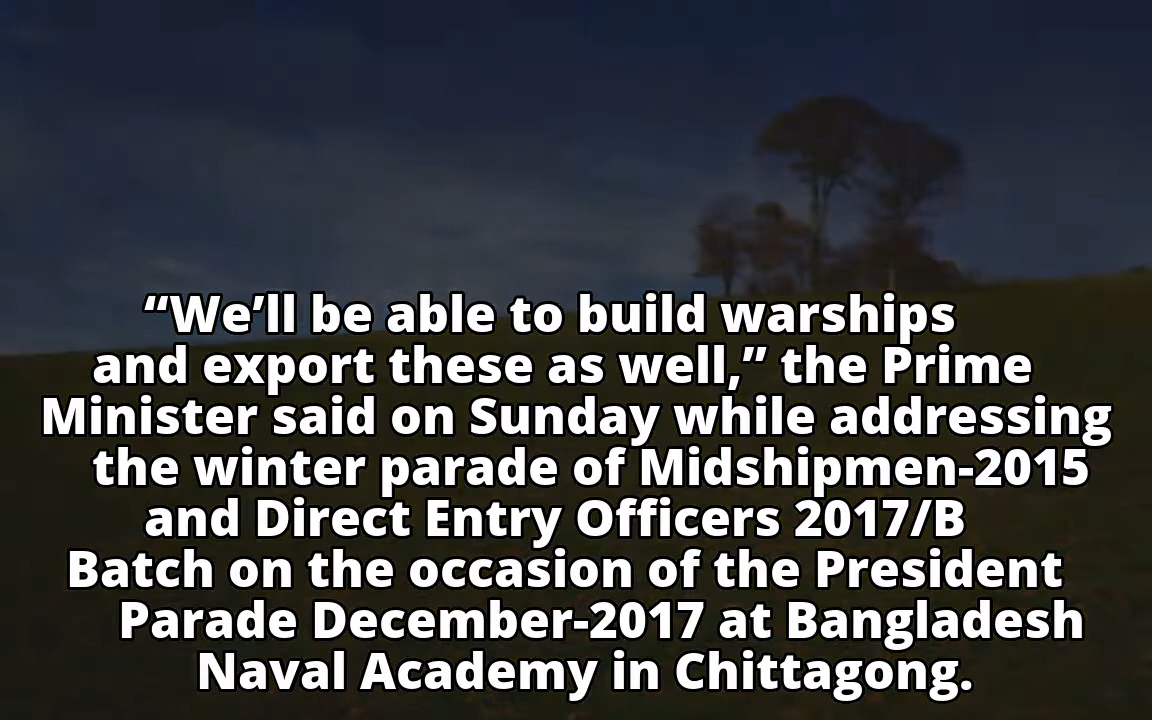 “We’ll be able to build warships
and export these as well,” the Prime
Minister said on Sunday while addressing
the winter parade of Midshipmen-2015
and Direct Entry Officers 2017/B
Batch on the occasion of the President
Parade December-2017 at Bangladesh
Naval Academy in Chittagong.